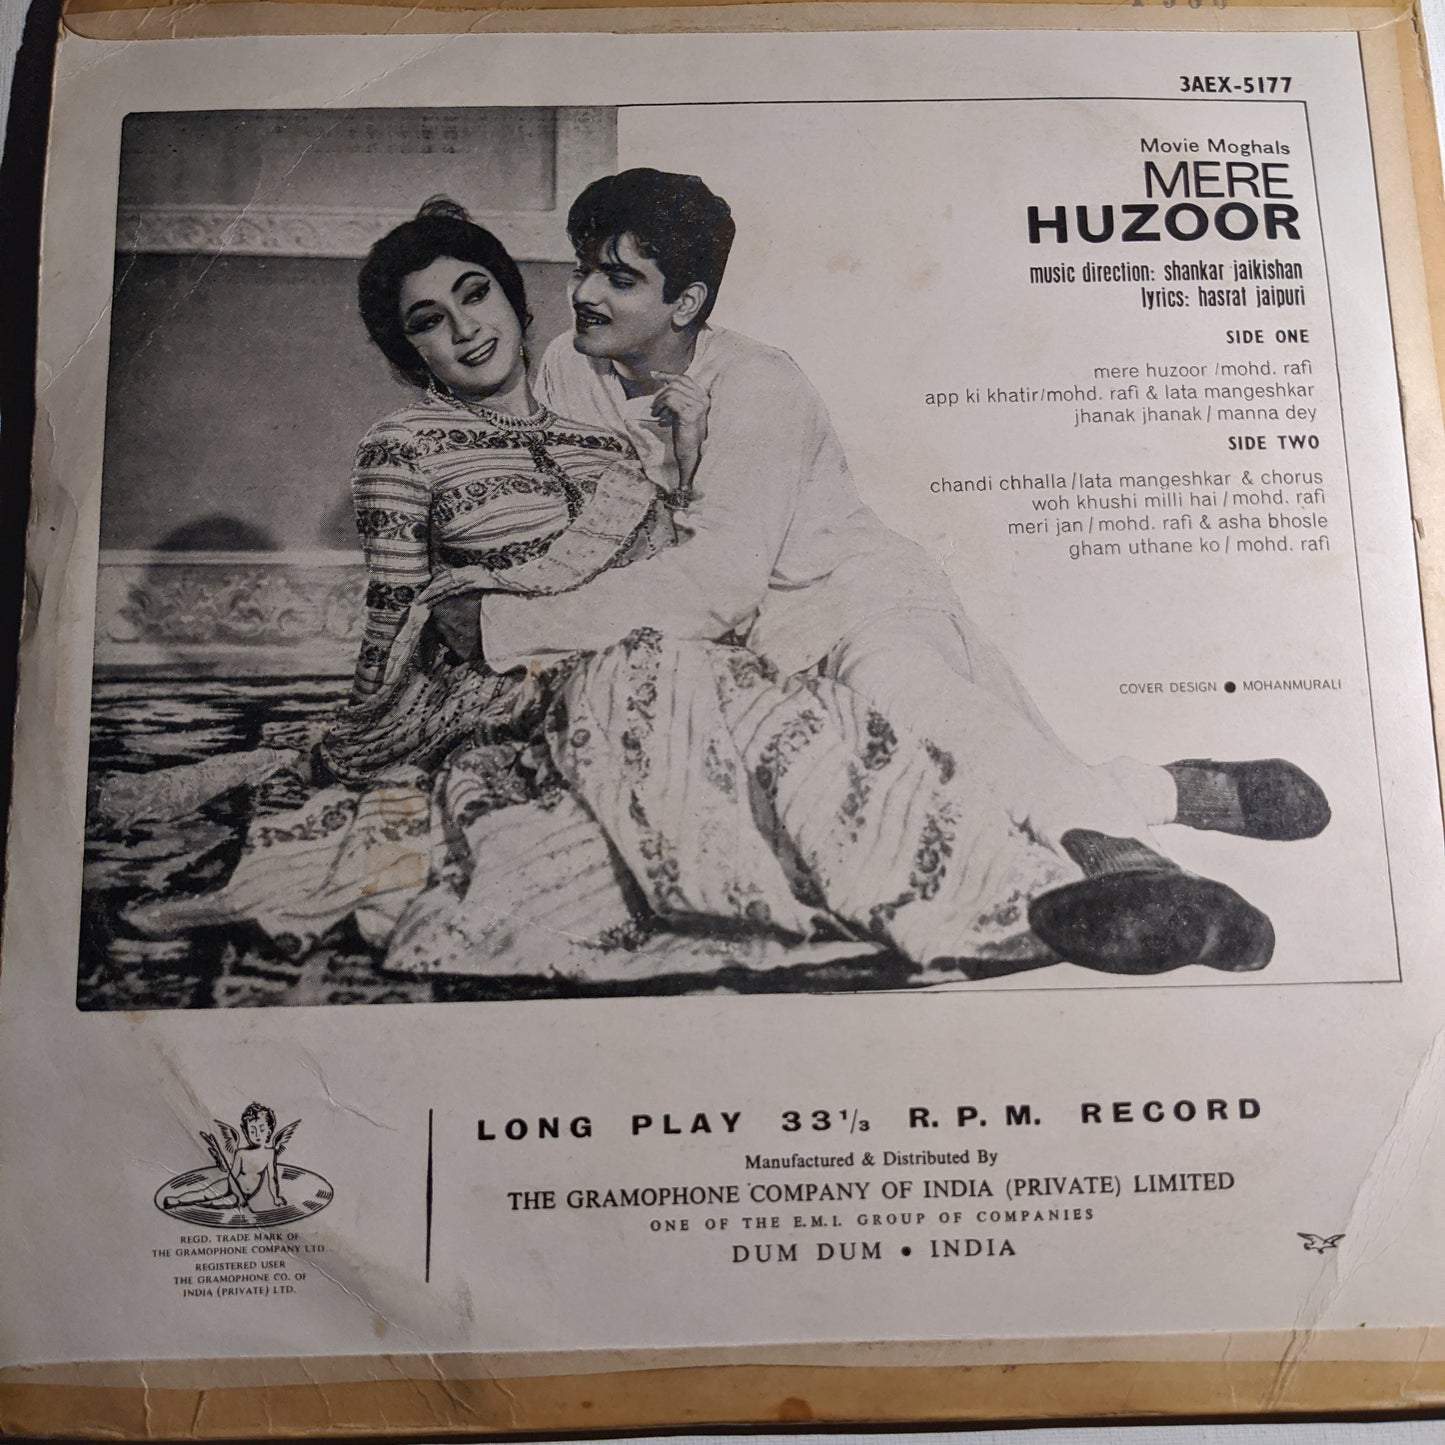 3AEX-5177
Movie Moghals
MERE
HUZOOR
music direction: shankar jaikishan
lyrics: hasrat jaipuri
SIDE ONE
mere huzoor /mohd. rafi
app ki khatir/mohd. rafi & lata mangeshkar
jhanak jhanak / manna dey
SIDE TWO
chandi chhalla / lata mangeshkar & chorus
woh khushi milli hai / mohd. rafi
meri jan / mohd. rafi & asha bhosle
gham uthane ko / mohd. rafi
COVER DESIGN ● MOHANMURALI
LONG PLAY 33 1/3 R. P. M. RECORD
Manufactured & Distributed By
THE GRAMOPHONE COMPANY OF INDIA (PRIVATE) LIMITED
ONE OF THE E.M.I. GROUP OF COMPANIES
DUM DUM ● INDIA
REGD. TRADE MARK OF
THE GRAMOPHONE COMPANY LTD
REGISTERED USER
THE GRAMOPHONE CO. OF
INDIA (PRIVATE) LTD.